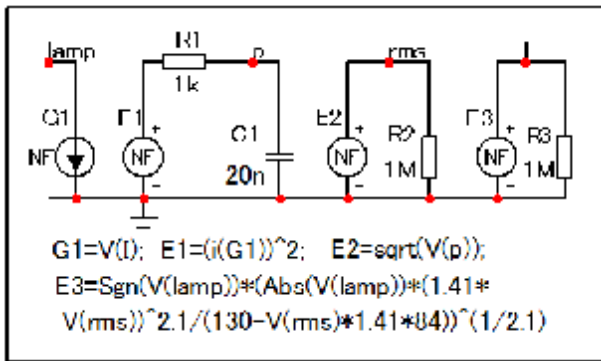 lamp R1 p rms I
1k
G1 E1 C1 E2 R2 E3 R3
NF NF 20n NF 1M NF 1M
G1=V(I); E1=(i(G1))^2; E2=sqrt(V(p));
E3=Sgn(V(lamp))*(Abs(V(lamp))*(1.41*
V(rms))^2.1/(130-V(rms)*1.41*84))^(1/2.1)